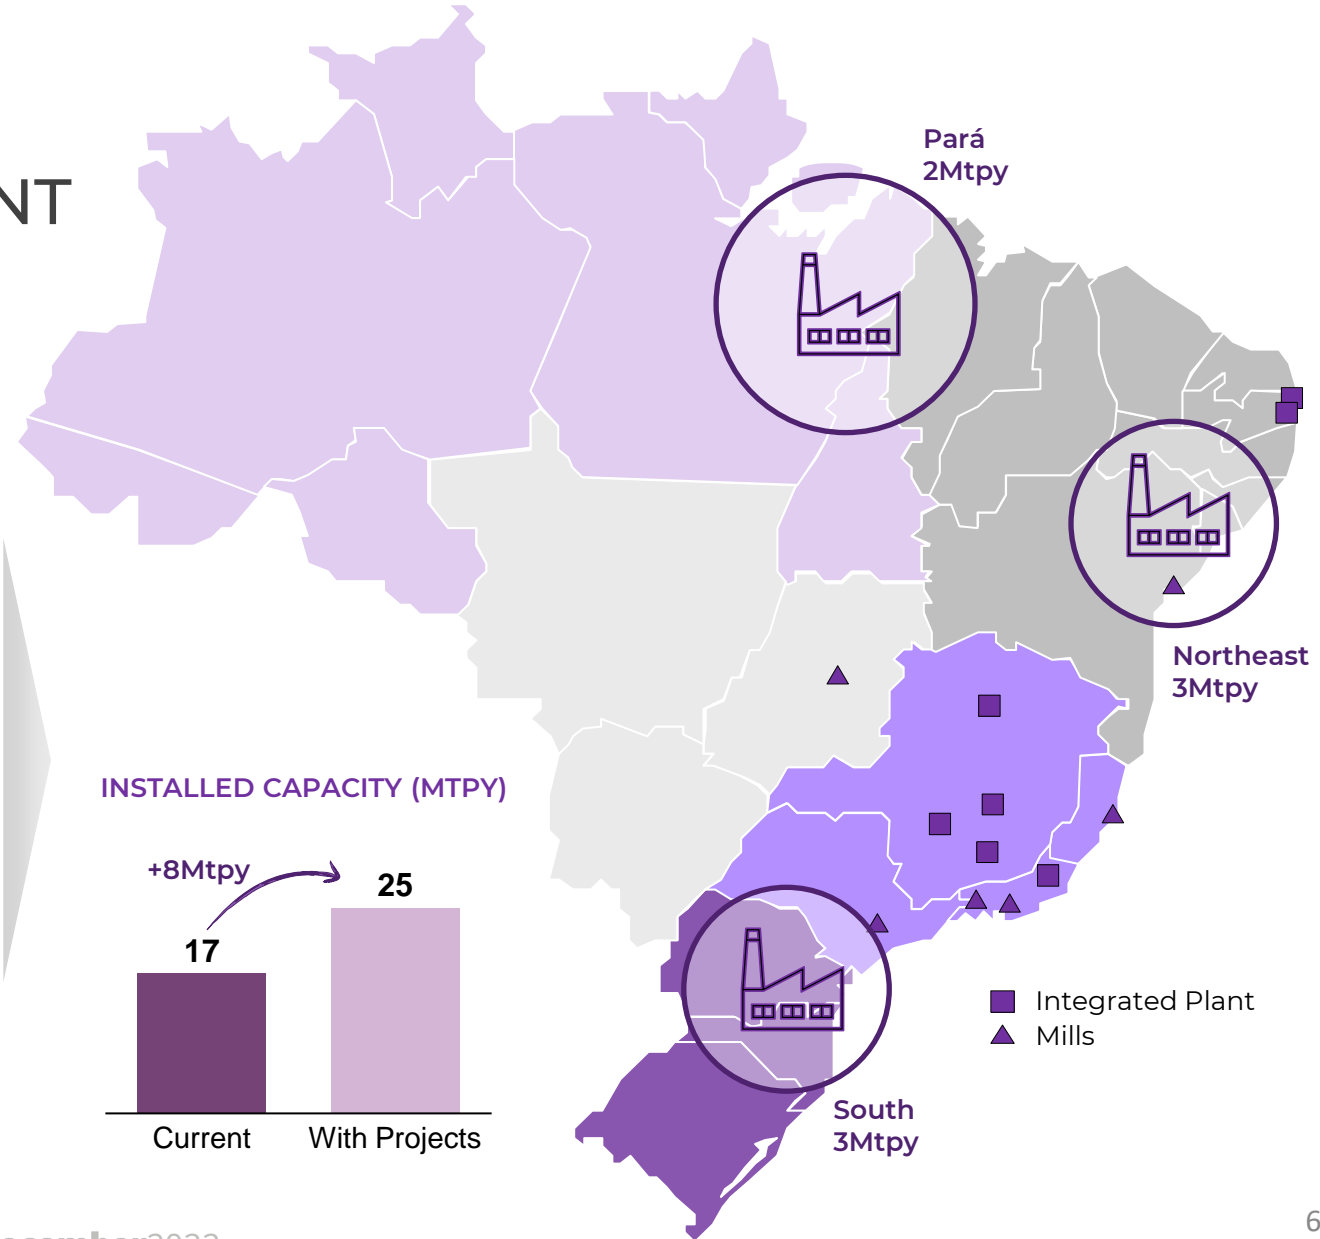 NT
Pará
2Mtpy
Northeast
3Mtpy
INSTALLED CAPACITY (MTPY)
+8Mtpy
25
17
Current
With Projects
Integrated Plant
Mills
South
3Mtpy
6